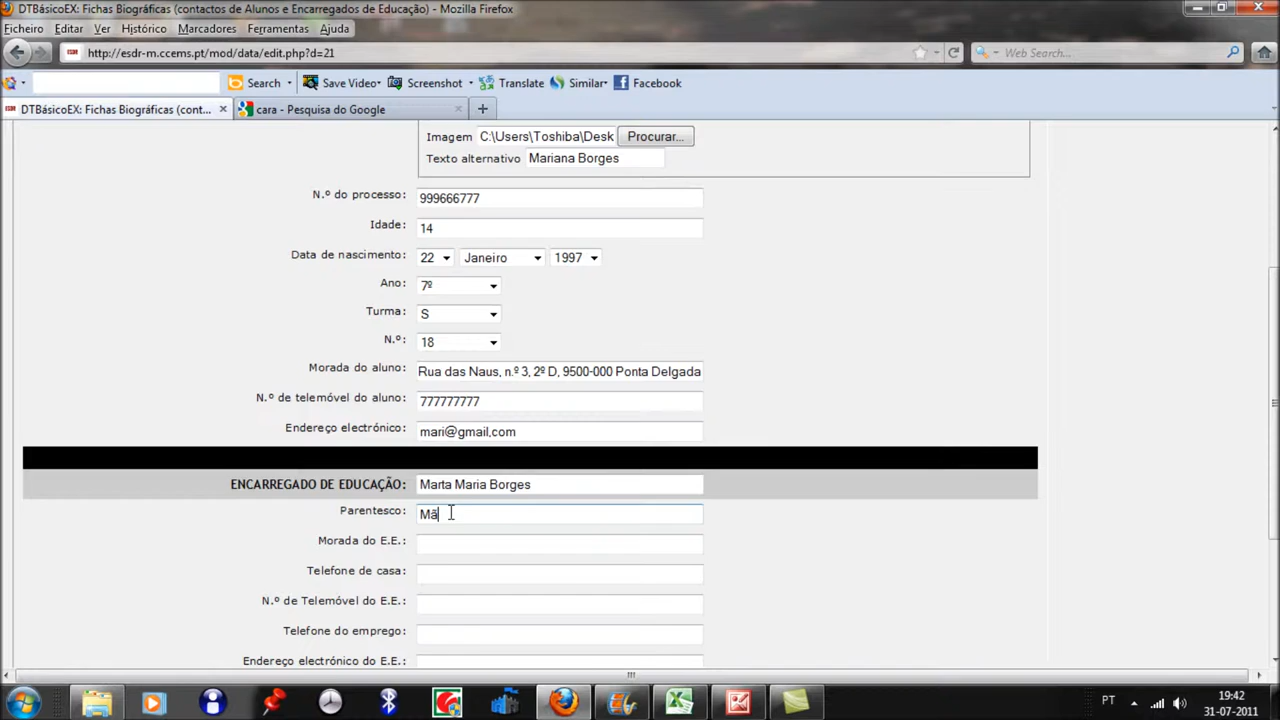 DTBásicoEX: Fichas Biográficas (contactos de Alunos e Encarregados de Educação) - Mozilla Firefox
Ficheiro Editar Ver Histórico Marcadores Ferramentas Ajuda
http://esdr-m.ccems.pt/mod/data/edit.php?d=21 Web Search...
Search Save Video Screenshot Translate Similar Facebook
DTBásicoEX: Fichas Biográficas (cont... cara - Pesquisa do Google
Imagem C:\Users\Toshiba\Desk Procurar...
Texto alternativo Mariana Borges
N.º do processo: 999666777
Idade: 14
Data de nascimento: 22 Janeiro 1997
Ano: 7º
Turma: S
N.º: 18
Morada do aluno: Rua das Naus, n.º 3, 2º D, 9500-000 Ponta Delgada
N.º de telemóvel do aluno: 777777777
Endereço electrónico: mari@gmail.com
ENCARREGADO DE EDUCAÇÃO: Marta Maria Borges
Parentesco: Mã
Morada do E.E.:
Telefone de casa:
N.º de Telemóvel do E.E.:
Telefone do emprego:
Endereço electrónico do E.E.:
PT 19:42
31-07-2011